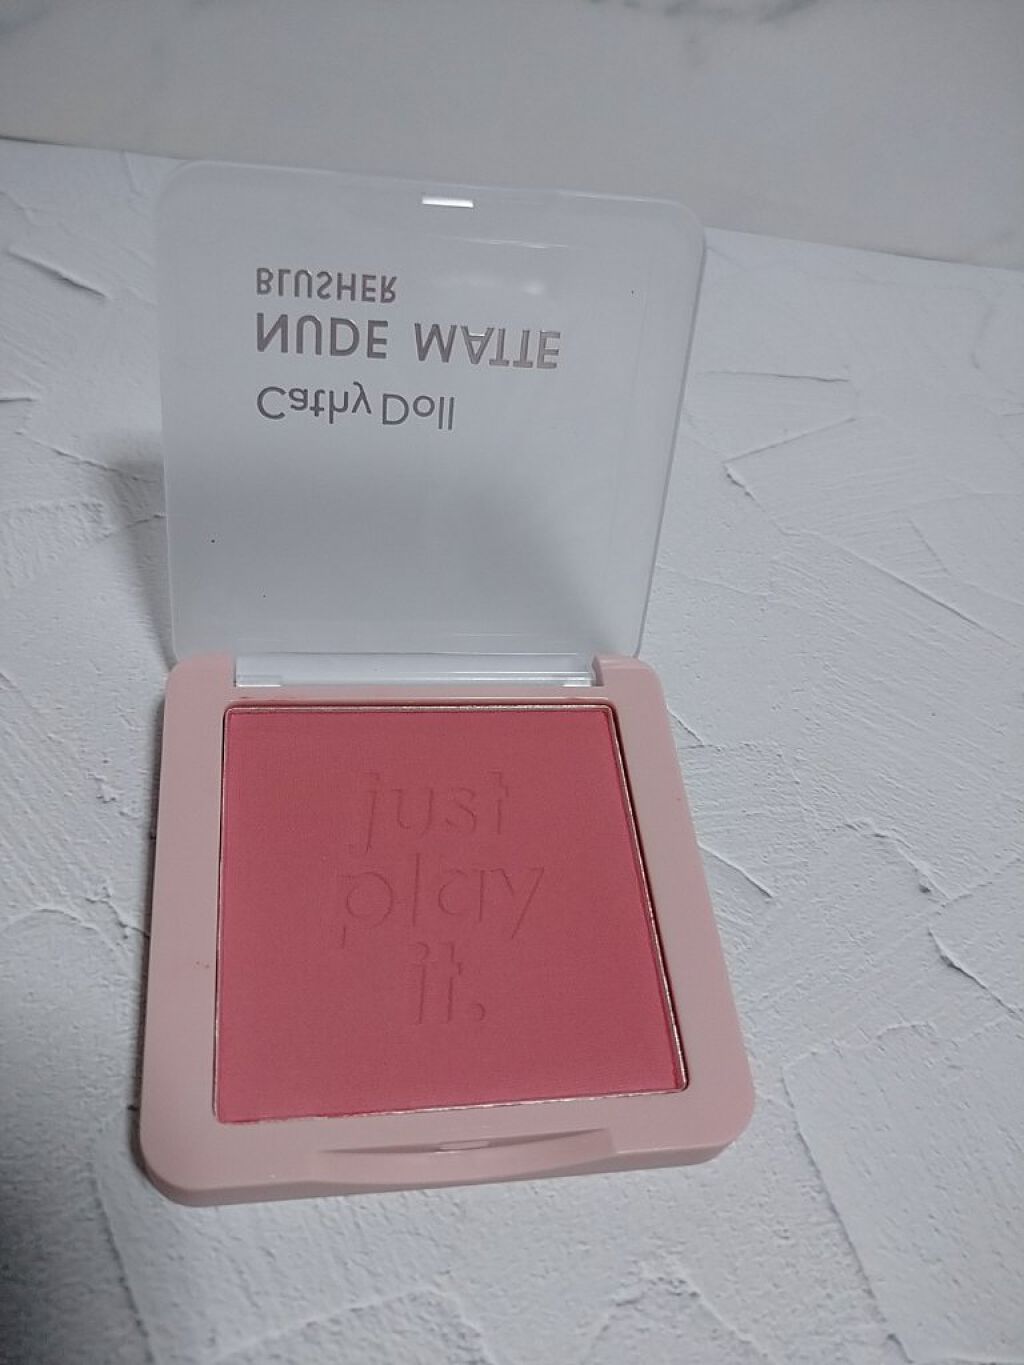 Cathy Doll
NUDE MATTE
BLUSHER
just
play
it.